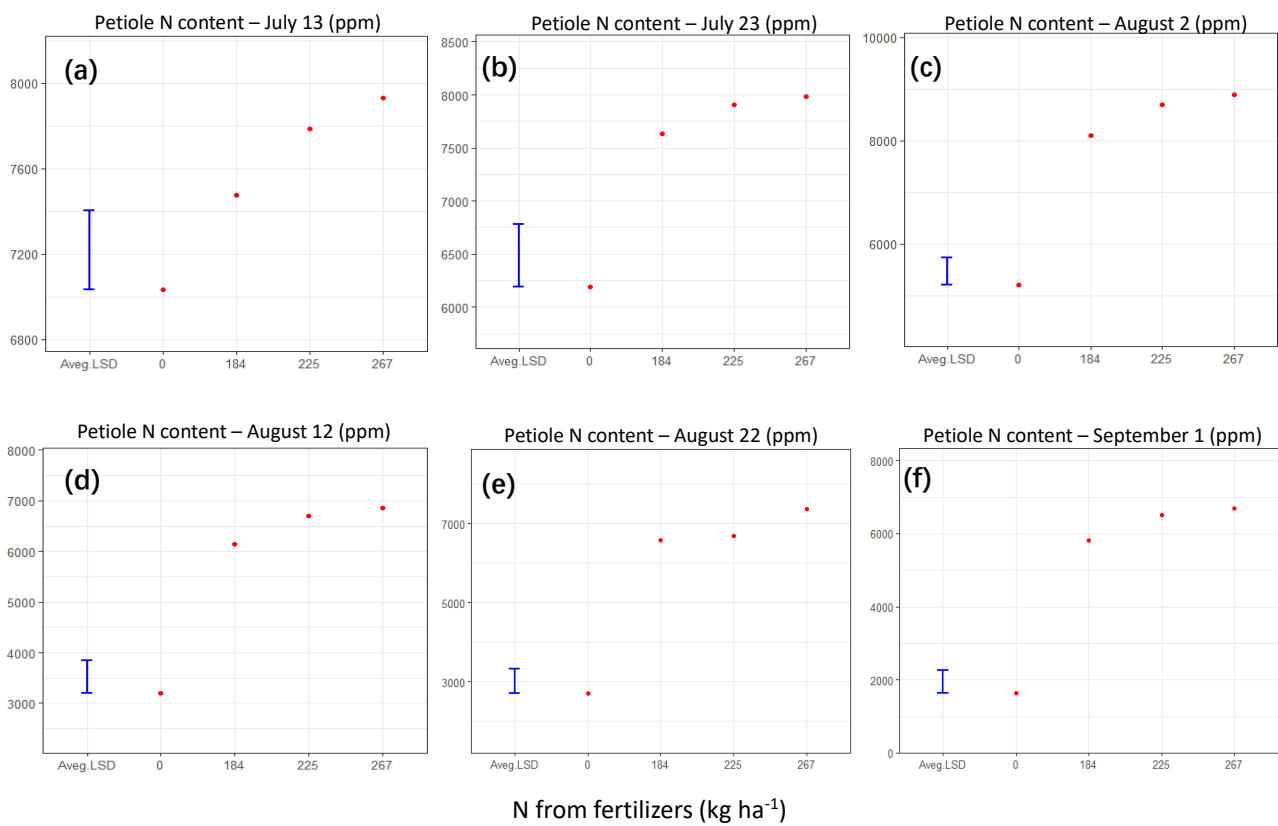 Petiole N content – July 13 (ppm)
(a)
8000
7600
7200
6800
Aveg.LSD 0 184 225 267
Petiole N content – July 23 (ppm)
(b)
8500
8000
7500
7000
6500
6000
Aveg.LSD 0 184 225 267
Petiole N content – August 2 (ppm)
(c)
10000
8000
6000
Aveg.LSD 0 184 225 267
Petiole N content – August 12 (ppm)
(d)
8000
7000
6000
5000
4000
3000
Aveg.LSD 0 184 225 267
Petiole N content – August 22 (ppm)
(e)
7000
5000
3000
Aveg.LSD 0 184 225 267
Petiole N content – September 1 (ppm)
(f)
8000
6000
4000
2000
0
Aveg.LSD 0 184 225 267
N from fertilizers (kg ha⁻¹)